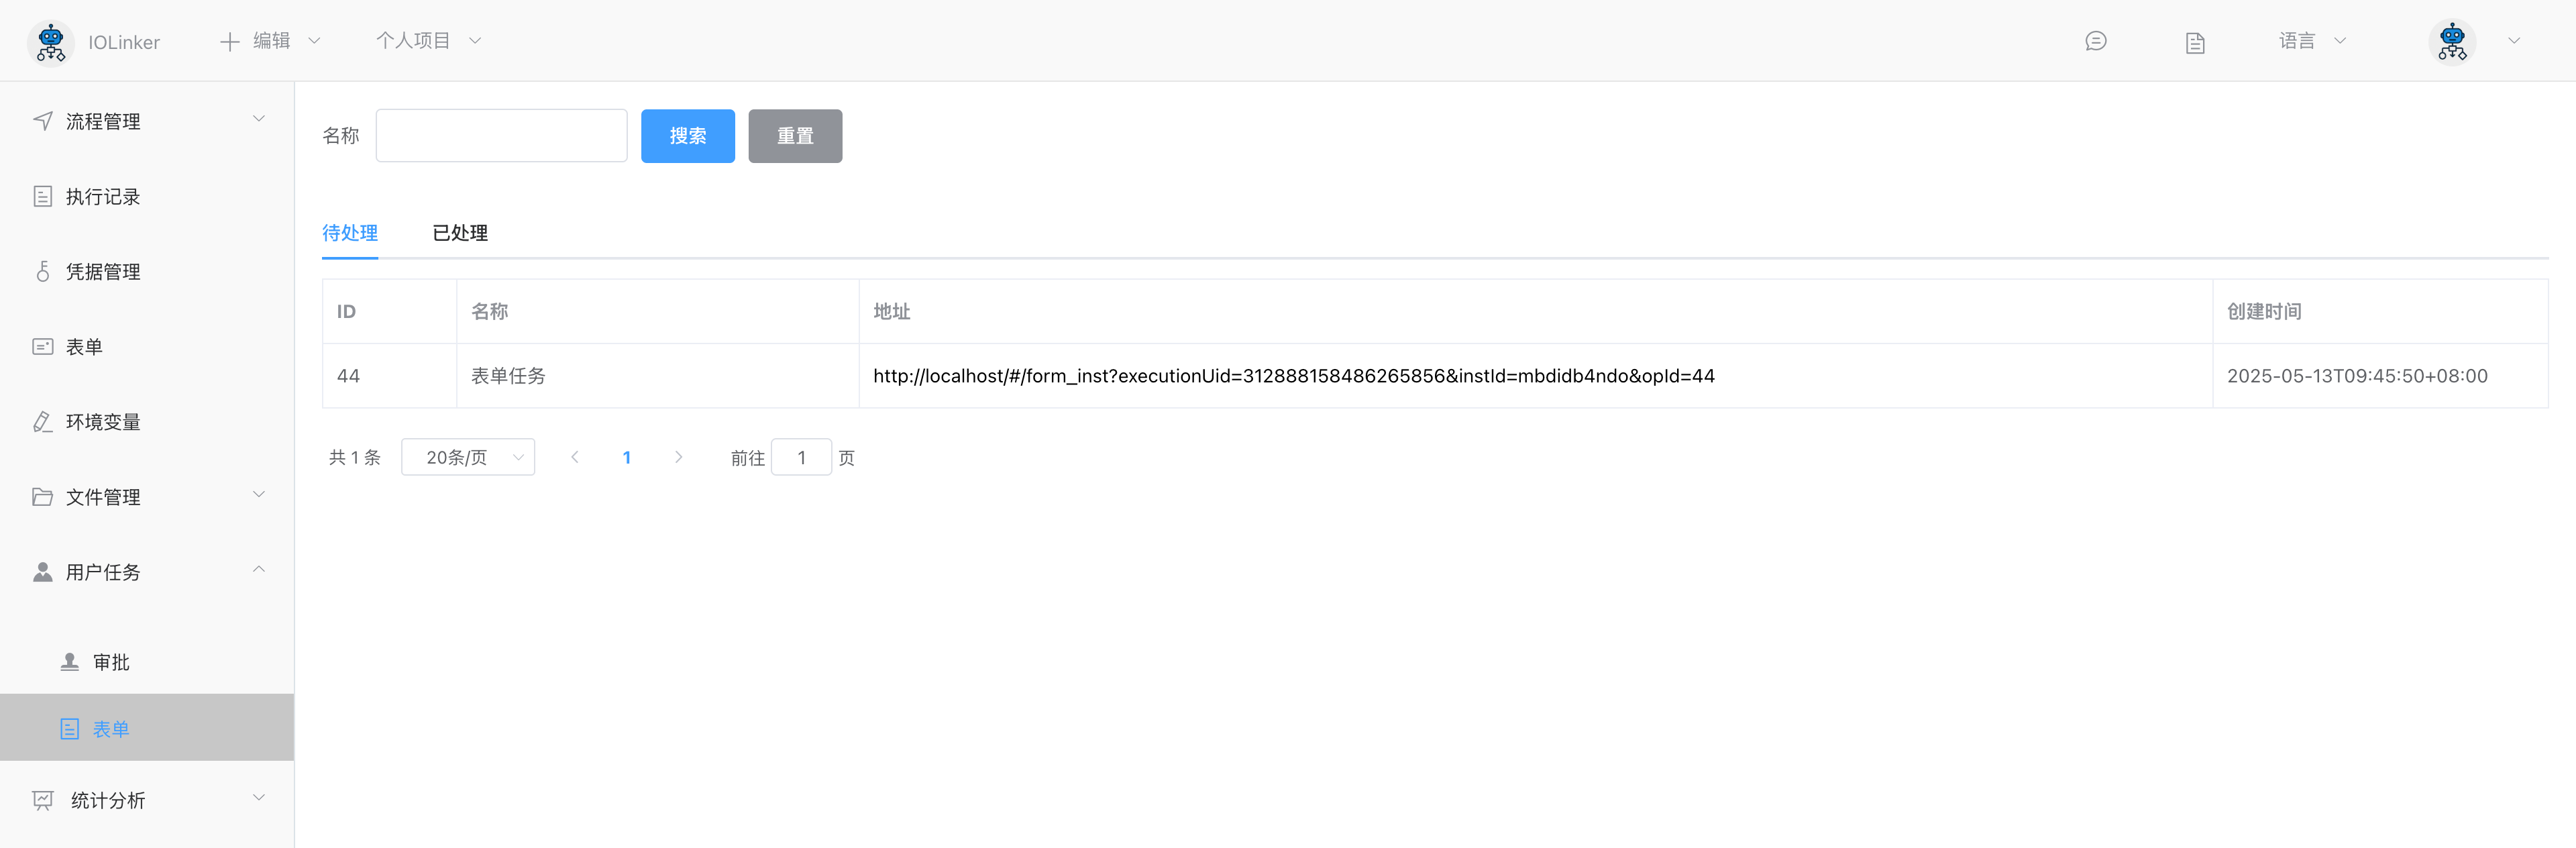 IOLinker 编辑 个人项目 语言
流程管理
执行记录
凭据管理
表单
环境变量
文件管理
用户任务
审批
表单
统计分析
名称 搜索 重置
待处理 已处理
ID 名称 地址 创建时间
44 表单任务 http://localhost/#/form_inst?executionUid=312888158486265856&instId=mbdidb4ndo&opId=44 2025-05-13T09:45:50+08:00
共 1 条 20条/页 1 前往 1 页